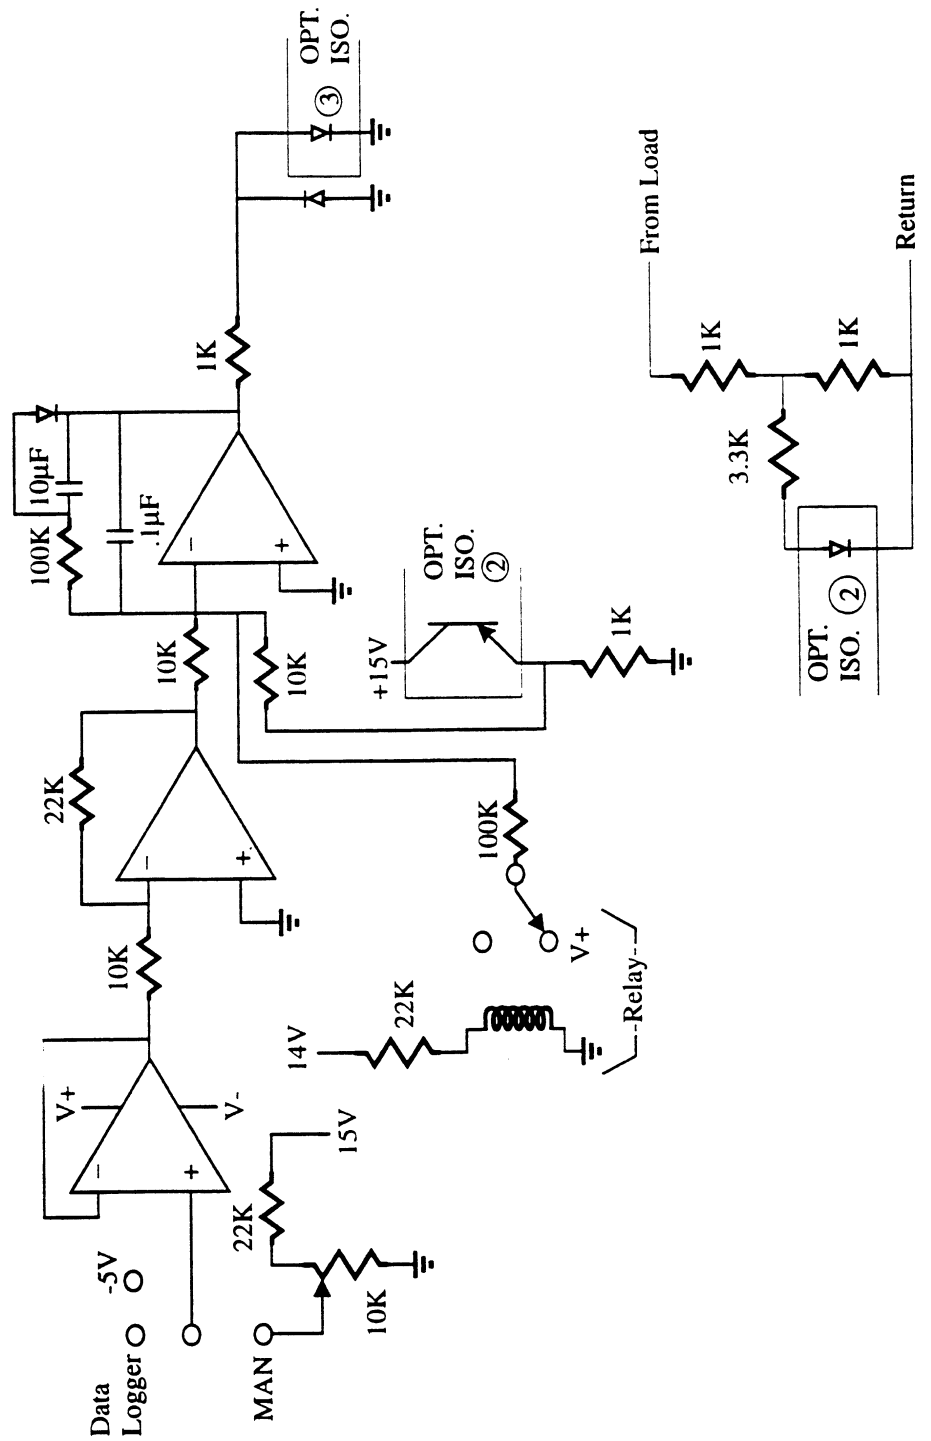 Data
Logger
-5V
MAN
V+
V-
−
+
10K
22K
15V
10K
22K
−
+
10K
10K
100K
10µF
.1µF
−
+
1K
OPT.
ISO.
3
14V
22K
Relay
V+
100K
+15V
OPT.
ISO.
2
1K
From Load
1K
3.3K
1K
Return
OPT.
ISO.
2